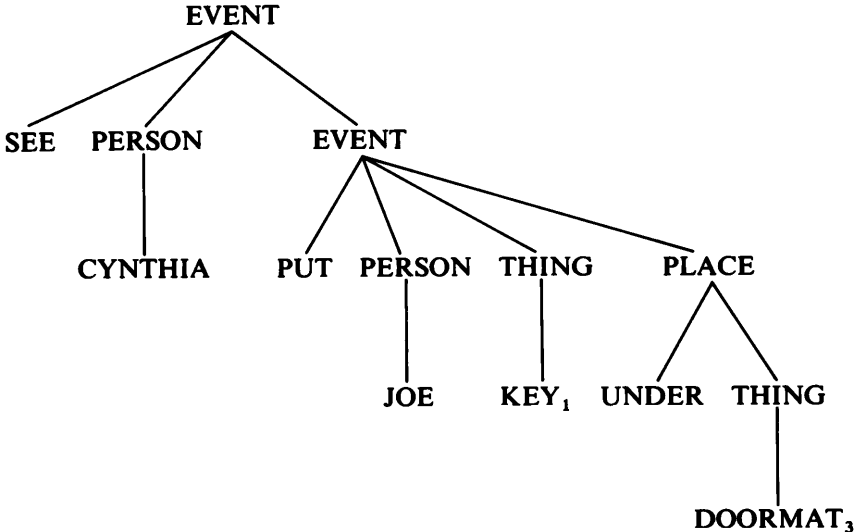 EVENT
SEE PERSON EVENT
CYNTHIA PUT PERSON THING PLACE
JOE KEY₁ UNDER THING
DOORMAT₃